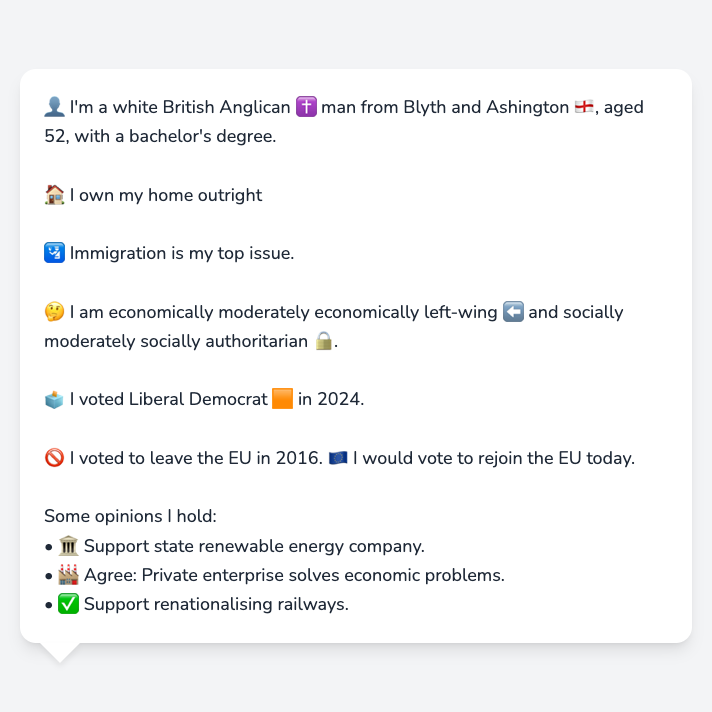 👤 I'm a white British Anglican ✝️ man from Blyth and Ashington 🏴󠁧󠁢󠁥󠁮󠁧󠁿, aged
52, with a bachelor's degree.
🏠 I own my home outright
🛂 Immigration is my top issue.
🤔 I am economically moderately economically left-wing ⬅️ and socially
moderately socially authoritarian 🔒.
🗳️ I voted Liberal Democrat 🟧 in 2024.
🚫 I voted to leave the EU in 2016. 🇪🇺 I would vote to rejoin the EU today.
Some opinions I hold:
• 🏛️ Support state renewable energy company.
• 🏭 Agree: Private enterprise solves economic problems.
• ✅ Support renationalising railways.